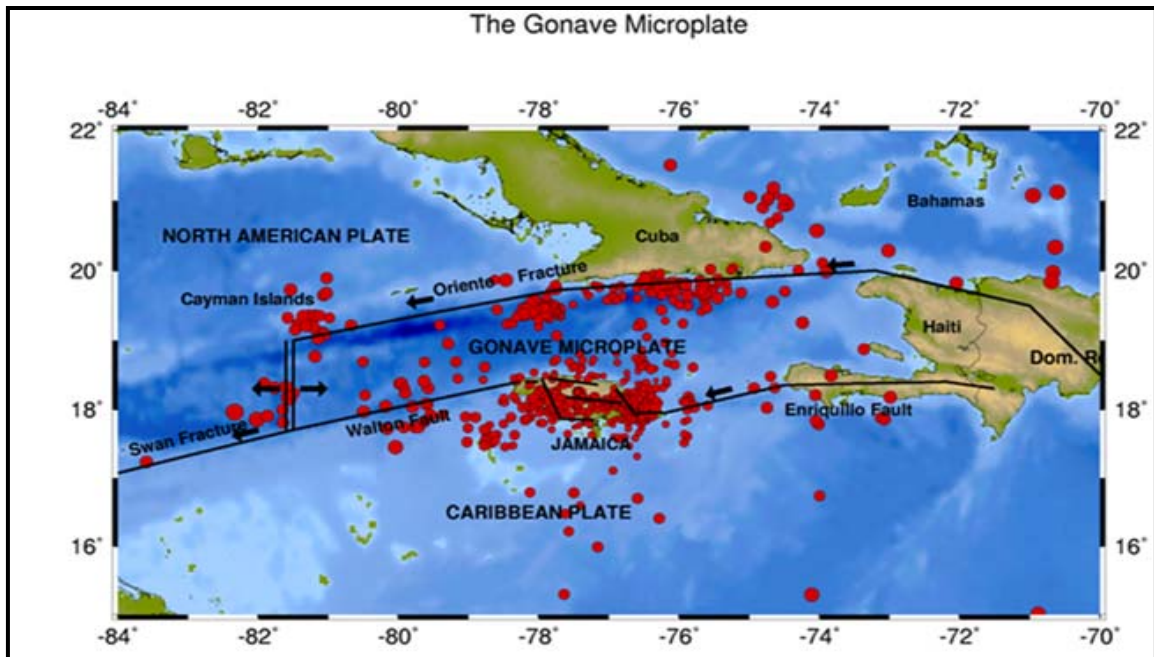 The Gonave Microplate
-84° -82° -80° -78° -76° -74° -72° -70°
22° 22°
Bahamas
NORTH AMERICAN PLATE
Cuba
20° 20°
Oriente Fracture
Cayman Islands
Haiti
GONAVE MICROPLATE
Dom. R
18° 18°
Enriquillo Fault
Walton Fault
Swan Fracture
JAMAICA
CARIBBEAN PLATE
16° 16°
-84° -82° -80° -78° -76° -74° -72° -70°